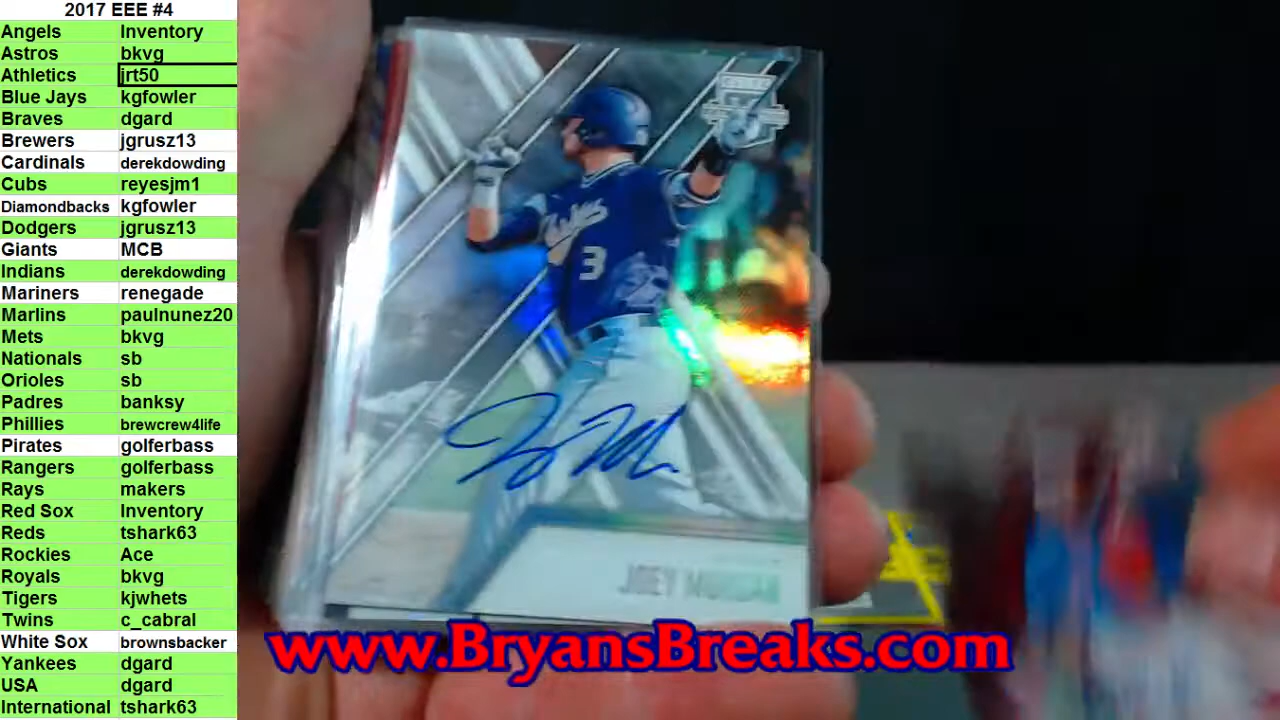 2017 EEE #4
Angels Inventory
Astros bkvg
Athletics jrt50
Blue Jays kgfowler
Braves dgard
Brewers jgrusz13
Cardinals derekdowding
Cubs reyesjm1
Diamondbacks kgfowler
Dodgers jgrusz13
Giants MCB
Indians derekdowding
Mariners renegade
Marlins paulnunez20
Mets bkvg
Nationals sb
Orioles sb
Padres banksy
Phillies brewcrew4life
Pirates golferbass
Rangers golferbass
Rays makers
Red Sox Inventory
Reds tshark63
Rockies Ace
Royals bkvg
Tigers kjwhets
Twins c_cabral
White Sox brownsbacker
Yankees dgard
USA dgard
International tshark63
3
JOEY MORGAN
www.BryansBreaks.com